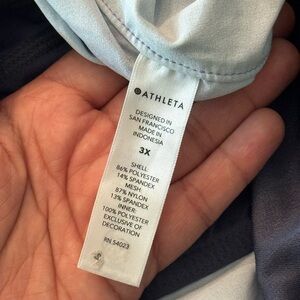 ATHLETA
DESIGNED IN
SAN FRANCISCO
MADE IN
INDONESIA
3X
SHELL:
86% POLYESTER
14% SPANDEX
MESH:
87% NYLON
13% SPANDEX
INNER:
100% POLYESTER
EXCLUSIVE OF
DECORATION
RN 54023